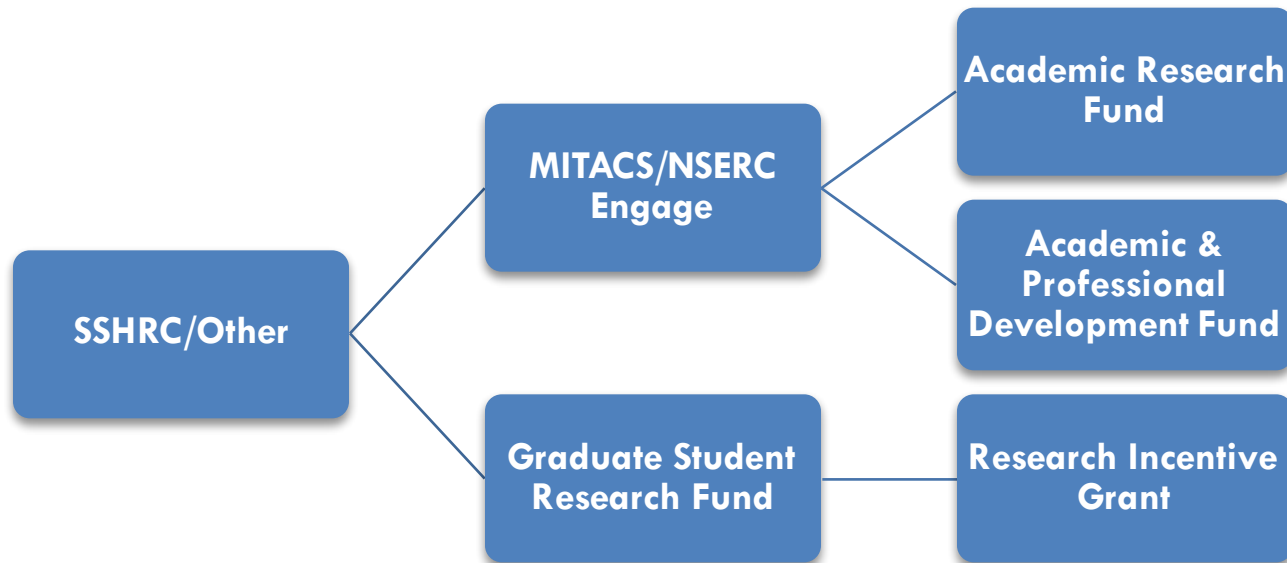 SSHRC/Other
MITACS/NSERC
Engage
Graduate Student
Research Fund
Academic Research
Fund
Academic &
Professional
Development Fund
Research Incentive
Grant